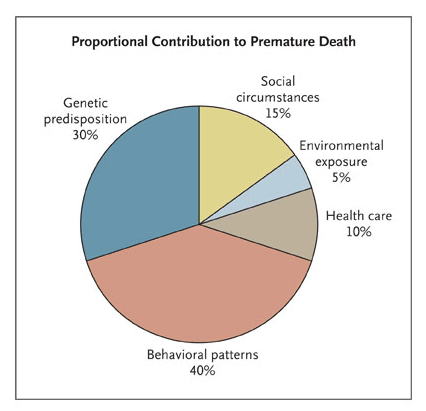 Proportional Contribution to Premature Death
Social
circumstances
15%
Genetic
predisposition
30%
Environmental
exposure
5%
Health care
10%
Behavioral patterns
40%